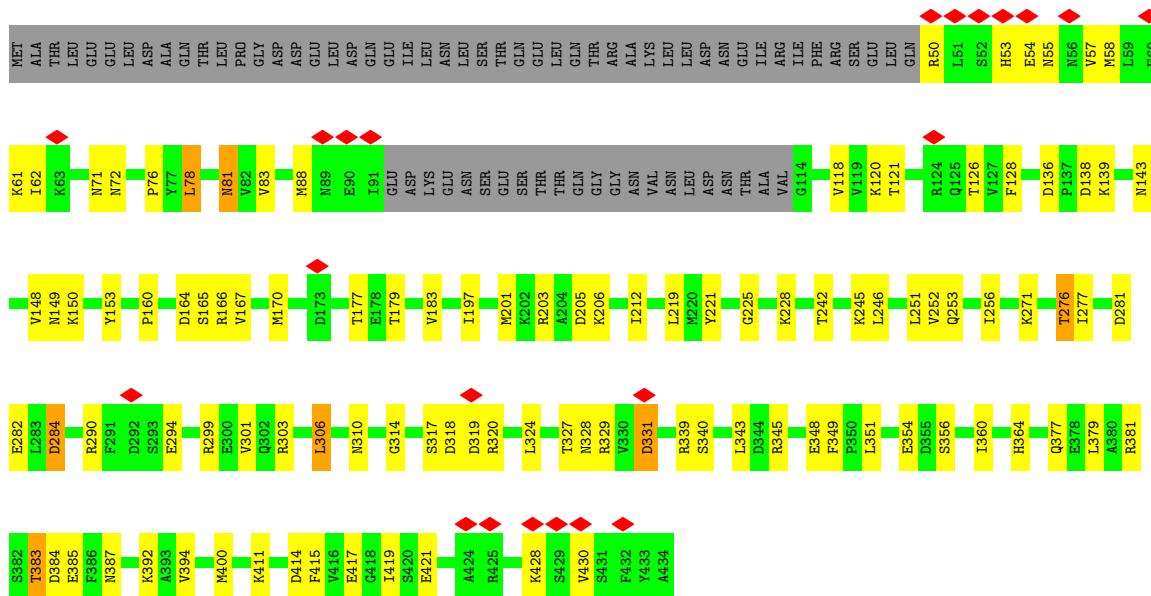 MET ALA THR LEU GLU GLU LEU ASP ALA GLN THR LEU PRO GLY ASP ASP GLU LEU ASP GLN GLU ILE LEU ASN LEU SER THR GLN GLU LEU GLN THR ARG ALA LYS LEU LEU ASP ASN GLU ILE ARG ILE PHE ARG SER GLU LEU GLN R50 L51 S52 H53 E54 N55 N56 V57 M58 L59
K61 I62 K63 N71 N72 P76 Y77 L78 N81 V82 V83 M88 N89 E90 I91 GLU ASP LYS GLU ASN SER GLU SER THR THR GLN GLY GLY ASN VAL ASN LEU ASP ASN THR ALA VAL G114 V118 V119 K120 T121 R124 Q125 T126 V127 F128 D136 P137 D138 K139 N143
V148 N149 K150 Y153 P160 D164 S165 R166 V167 M170 D173 T177 E178 T179 V183 I197 M201 K202 R203 A204 D205 K206 I212 L219 M220 Y221 G225 K228 T242 K245 L246 L251 V252 Q253 I256 K271 T276 I277 D281
E282 L283 D284 R290 F291 D292 S293 E294 R299 E300 V301 Q302 R303 L306 N310 G314 S317 D318 D319 R320 L324 T327 N328 R329 V330 D331 R339 S340 L343 D344 R345 E348 F349 P350 L351 E354 D355 S356 I360 H364 Q377 E378 L379 A380 R381
S382 T383 D384 E385 F386 N387 K392 A393 V394 M400 K411 D414 F415 V416 E417 G418 I419 S420 E421 A424 R425 K428 S429 V430 S431 F432 Y433 A434